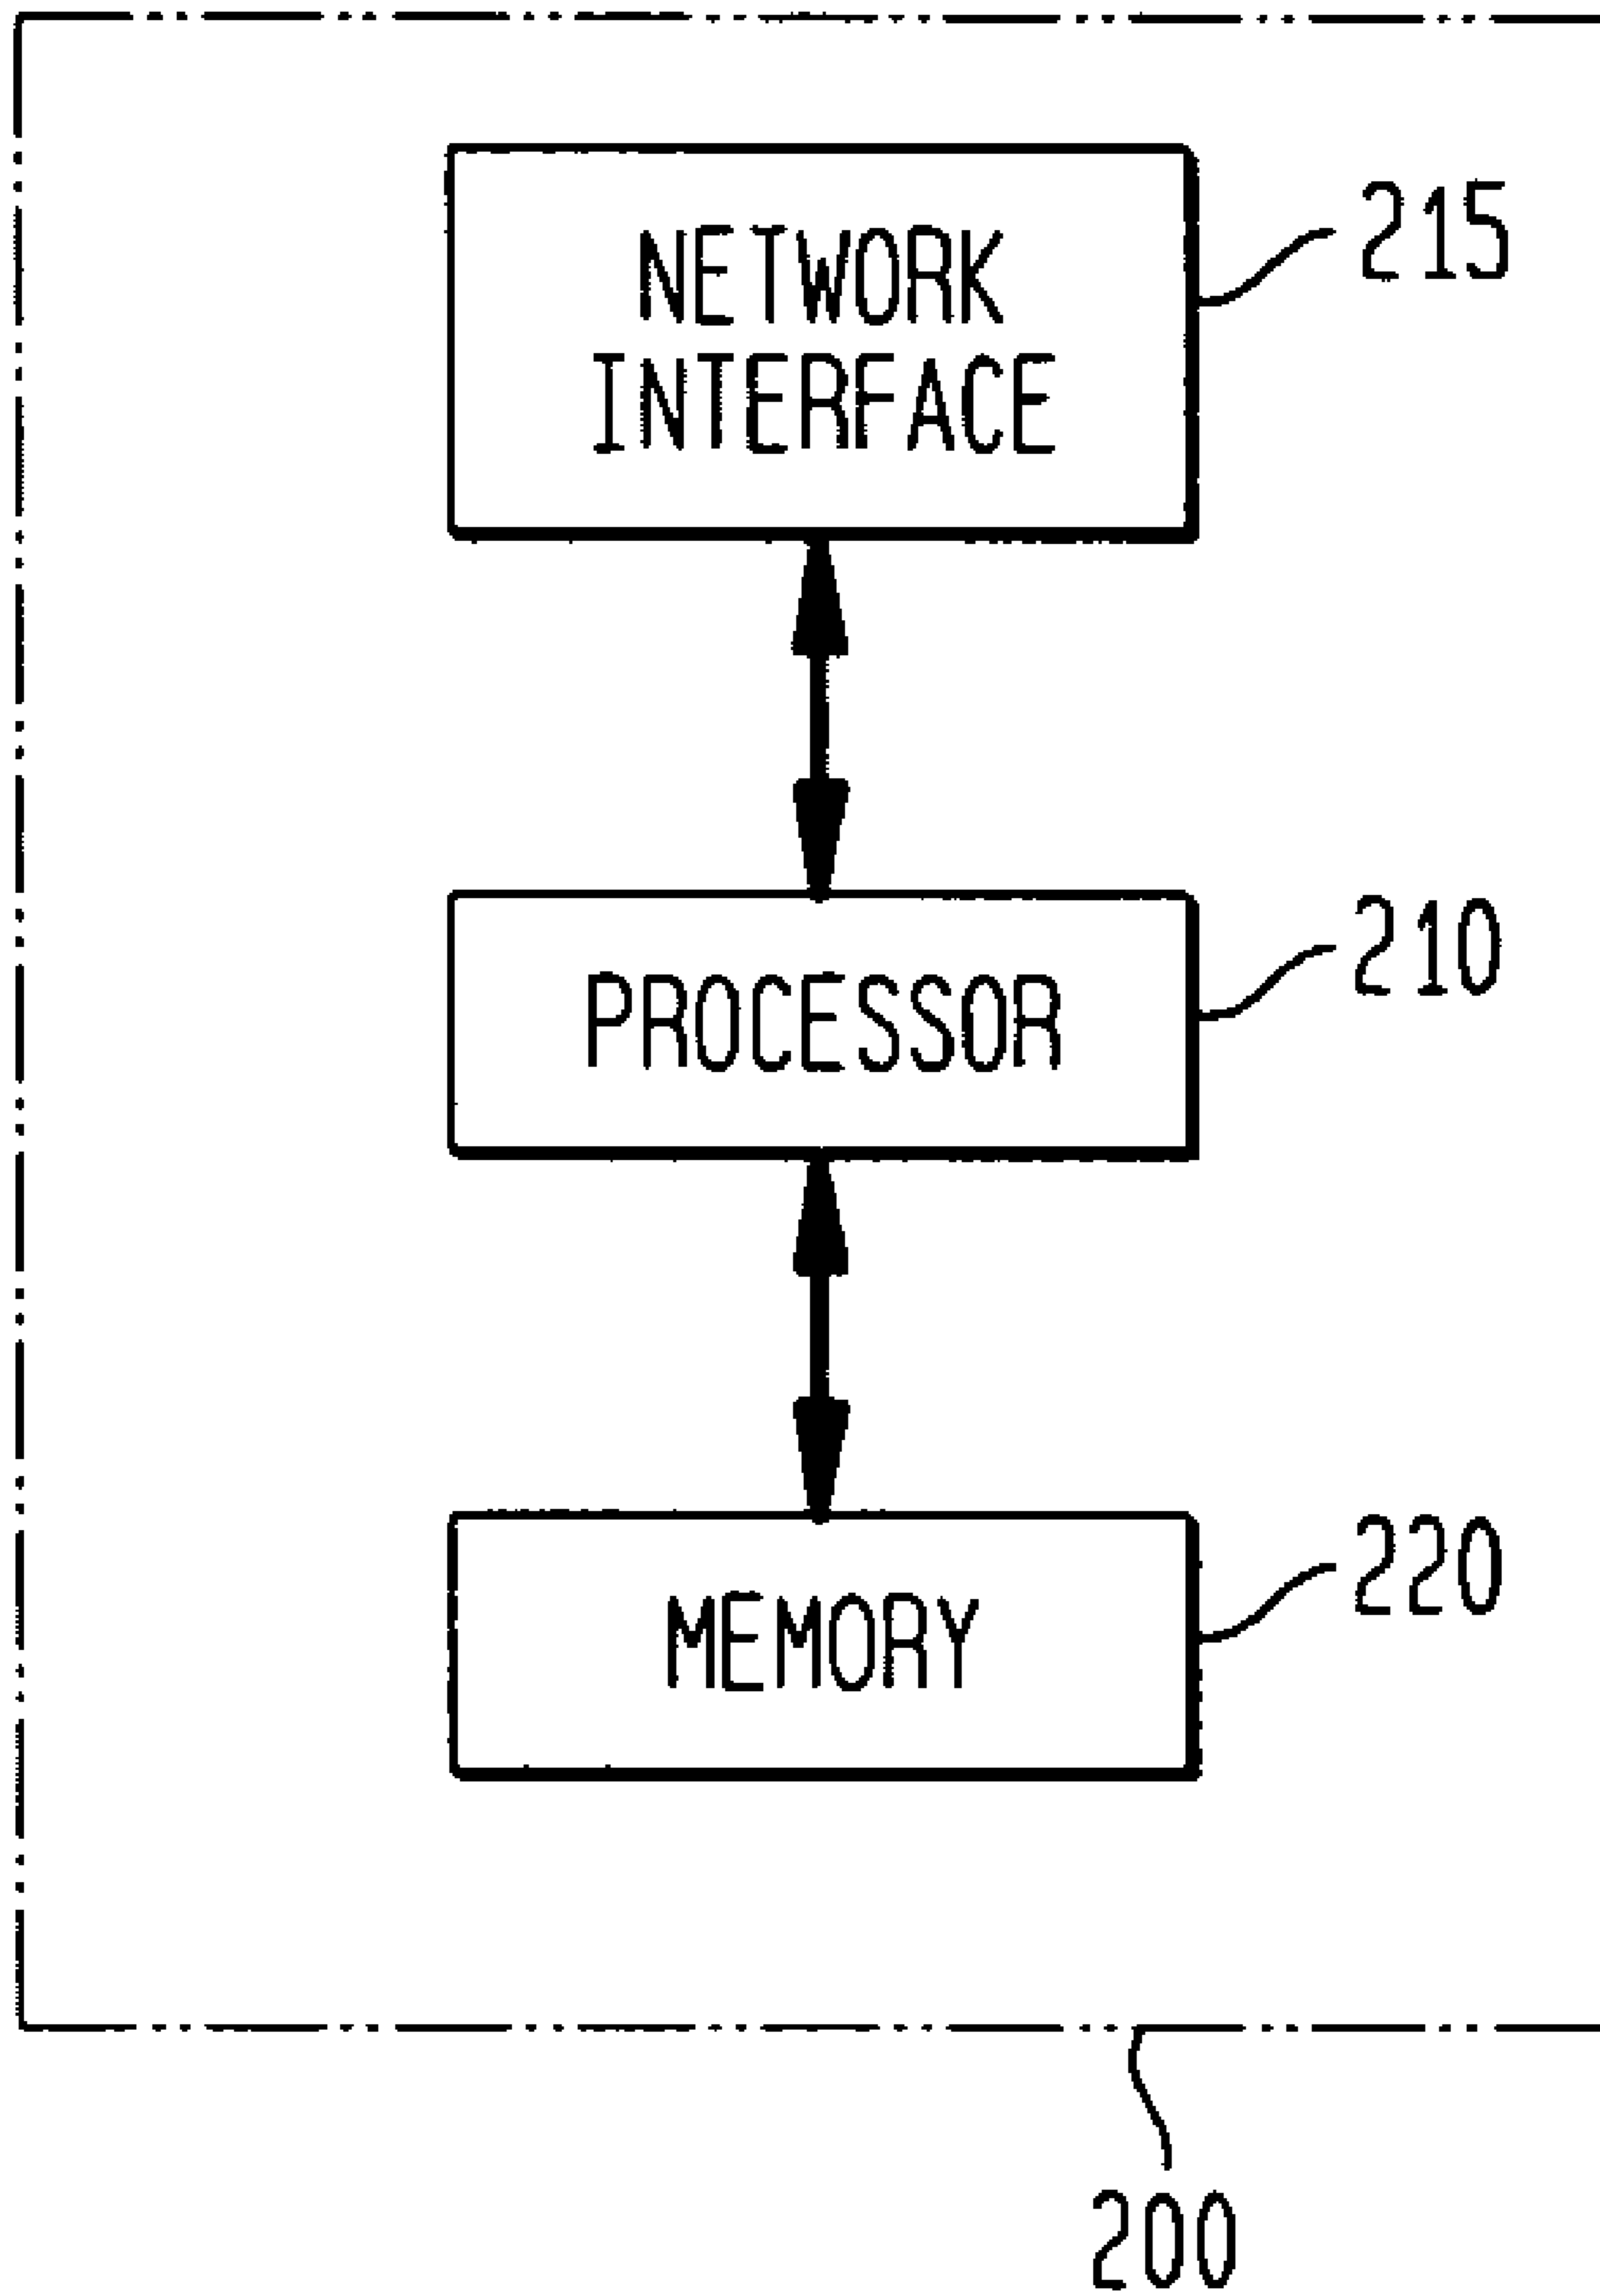 NETWORK
INTERFACE
215
PROCESSOR
210
MEMORY
220
200